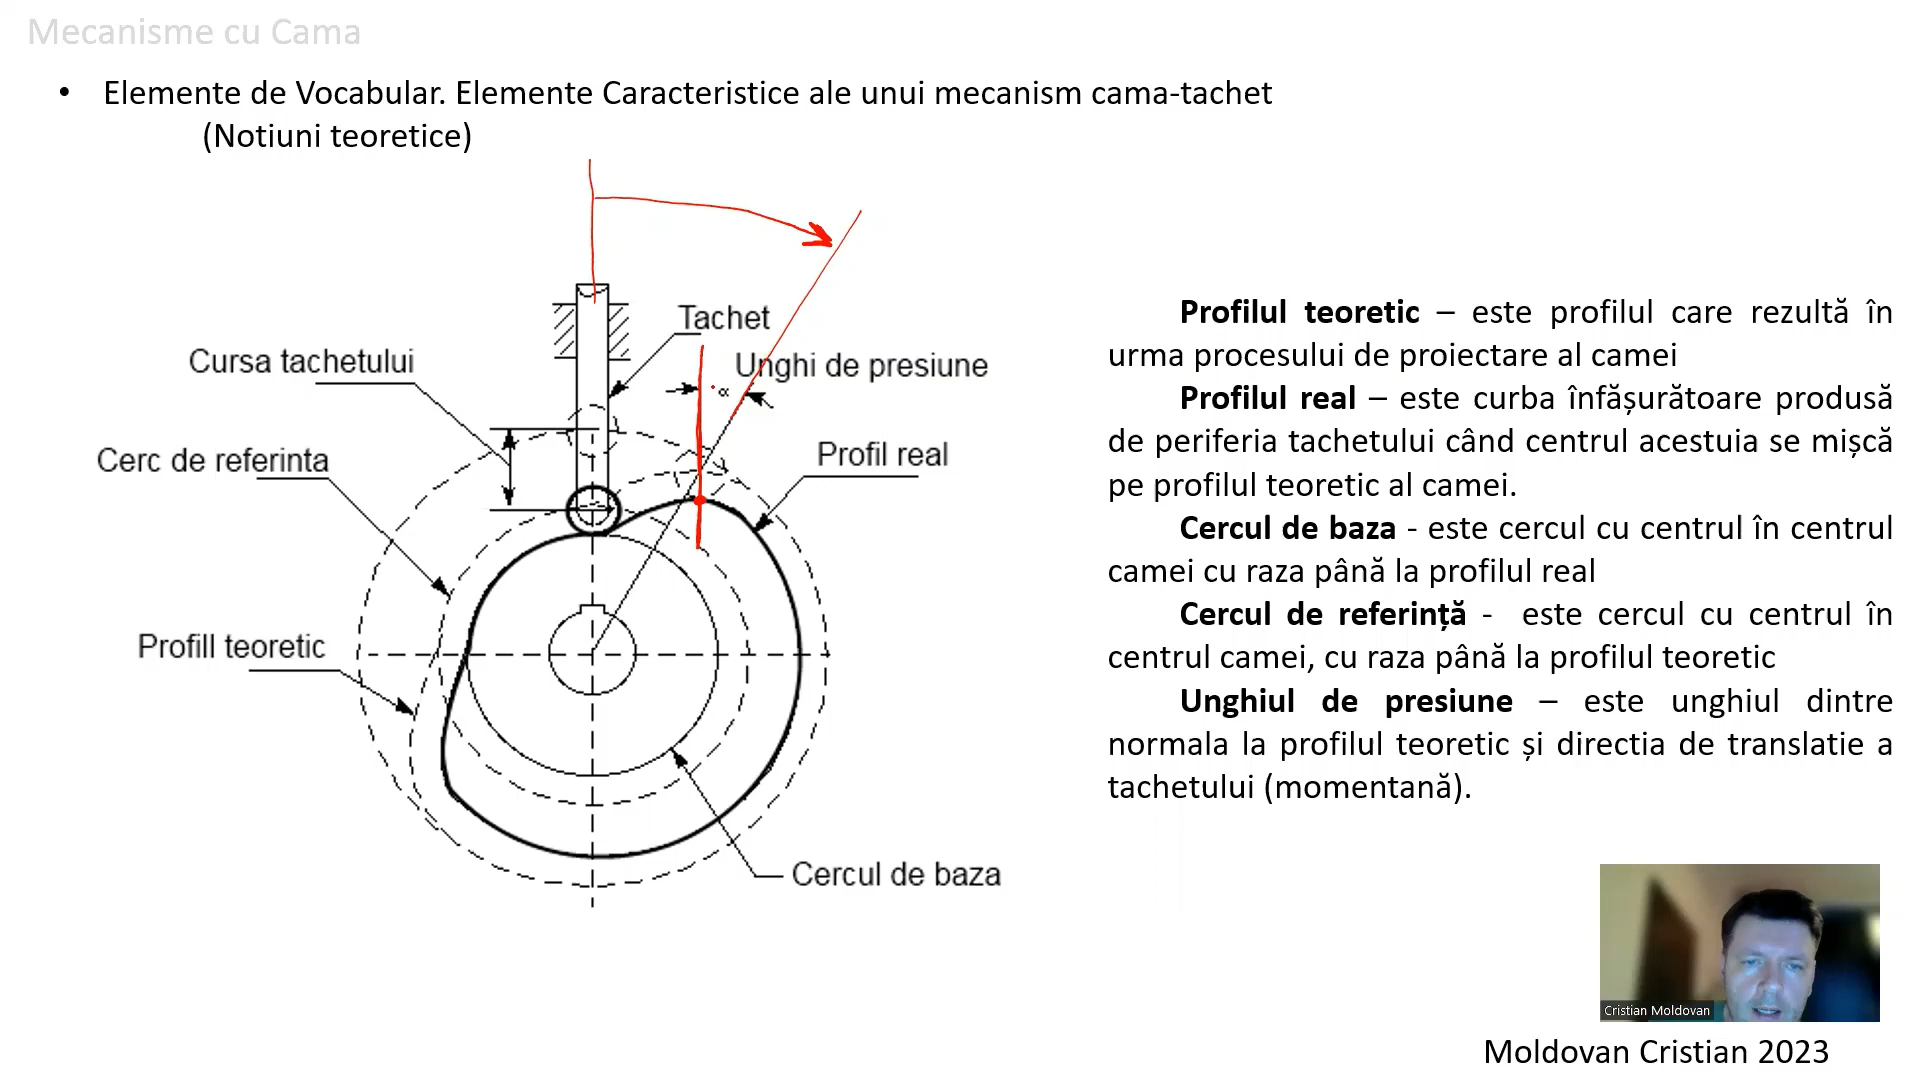 Mecanisme cu Cama
• Elemente de Vocabular. Elemente Caracteristice ale unui mecanism cama-tachet
(Notiuni teoretice)
Tachet
Cursa tachetului
Unghi de presiune
α
Cerc de referinta
Profil real
Profill teoretic
Cercul de baza
Profilul teoretic – este profilul care rezultă în
urma procesului de proiectare al camei
Profilul real – este curba înfășurătoare produsă
de periferia tachetului când centrul acestuia se mișcă
pe profilul teoretic al camei.
Cercul de baza - este cercul cu centrul în centrul
camei cu raza până la profilul real
Cercul de referință - este cercul cu centrul în
centrul camei, cu raza până la profilul teoretic
Unghiul de presiune – este unghiul dintre
normala la profilul teoretic și directia de translatie a
tachetului (momentană).
Cristian Moldovan
Moldovan Cristian 2023